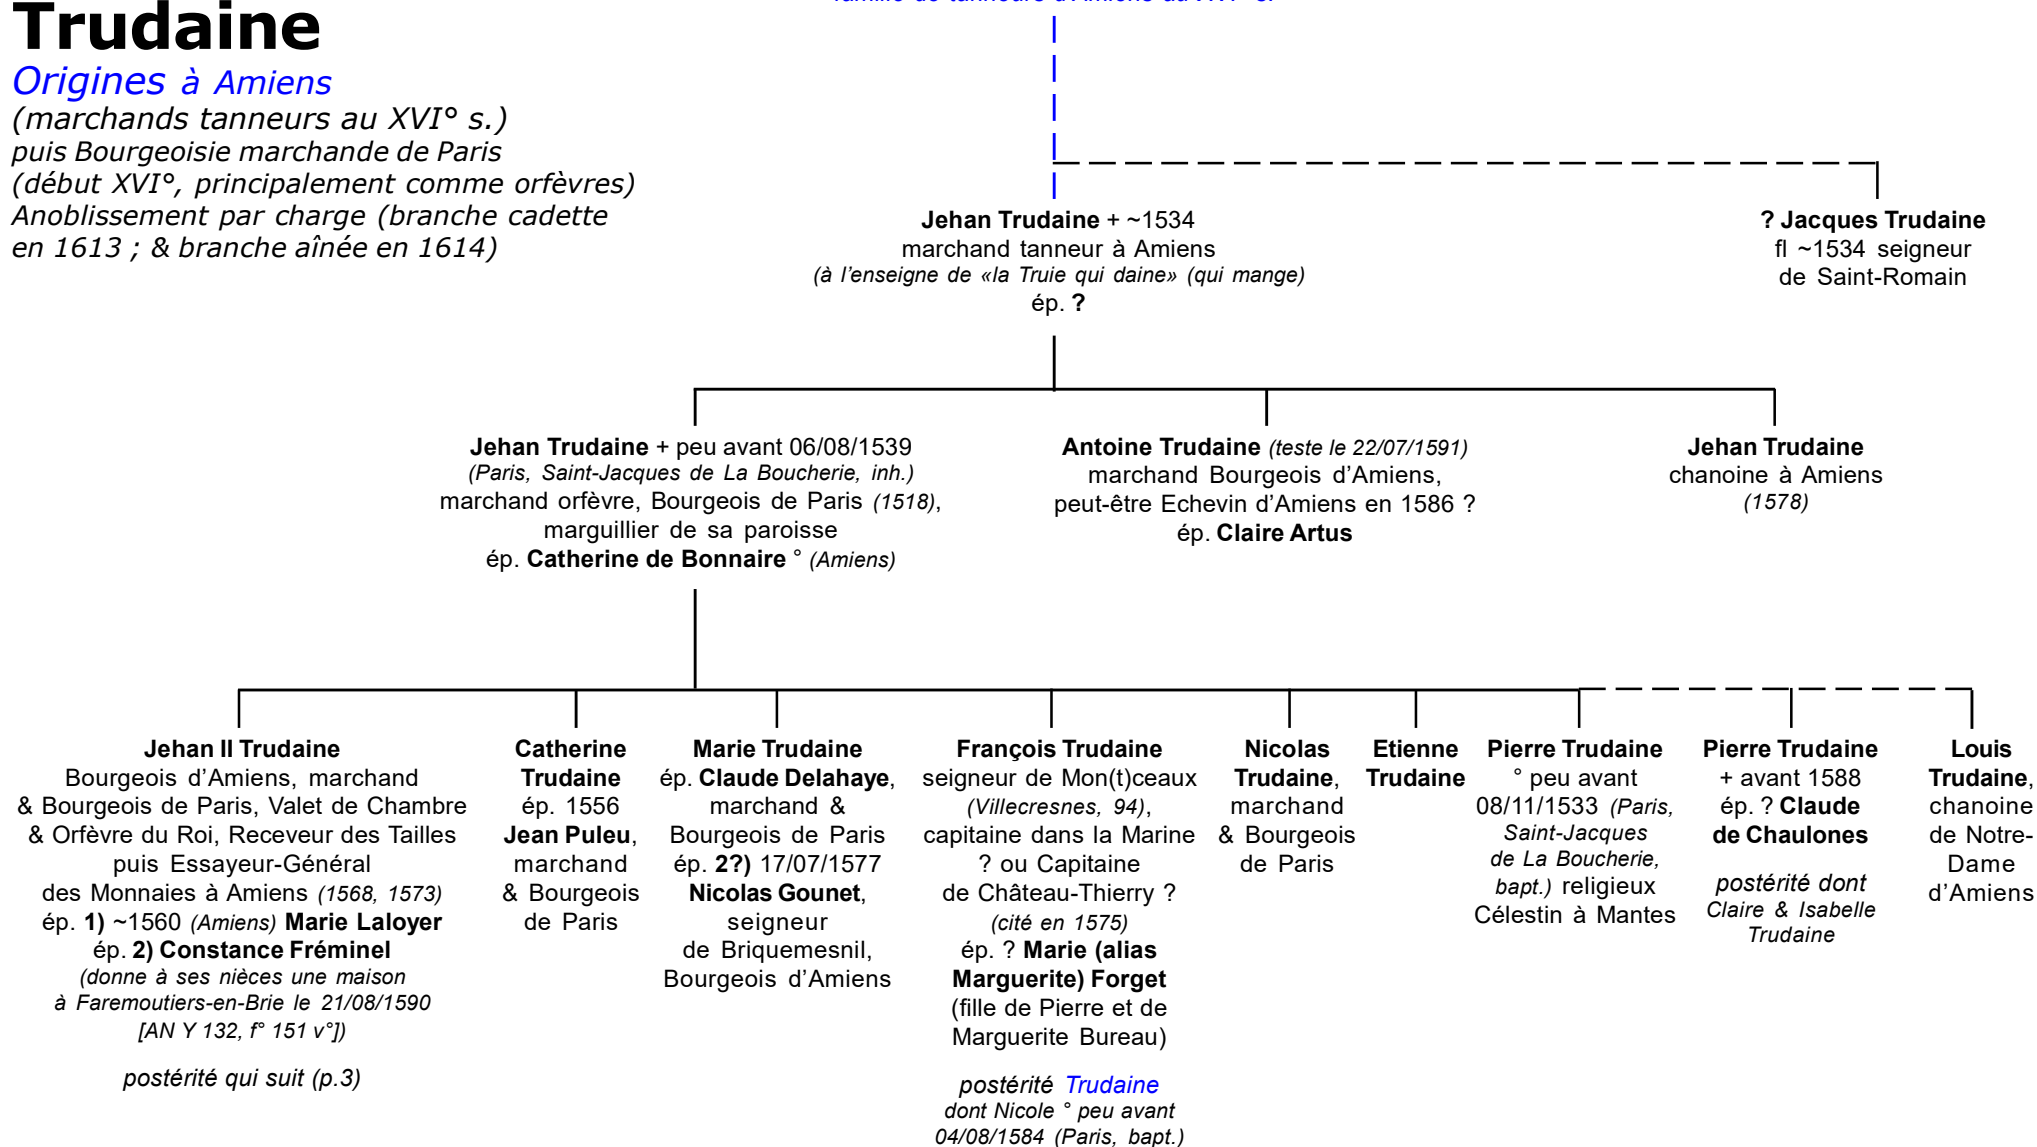 famille de tanneurs d'Amiens au XVI° s.
Trudaine
Origines à Amiens
(marchands tanneurs au XVI° s.)
puis Bourgeoisie marchande de Paris
(début XVI°, principalement comme orfèvres)
Anoblissement par charge (branche cadette
en 1613 ; & branche aînée en 1614)
Jehan Trudaine + ~1534
marchand tanneur à Amiens
(à l’enseigne de «la Truie qui daine» (qui mange)
ép. ?
? Jacques Trudaine
fl ~1534 seigneur
de Saint-Romain
Jehan Trudaine + peu avant 06/08/1539
(Paris, Saint-Jacques de La Boucherie, inh.)
marchand orfèvre, Bourgeois de Paris (1518),
marguillier de sa paroisse
ép. Catherine de Bonnaire ° (Amiens)
Antoine Trudaine (teste le 22/07/1591)
marchand Bourgeois d’Amiens,
peut-être Echevin d’Amiens en 1586 ?
ép. Claire Artus
Jehan Trudaine
chanoine à Amiens
(1578)
Jehan II Trudaine
Bourgeois d’Amiens, marchand
& Bourgeois de Paris, Valet de Chambre
& Orfèvre du Roi, Receveur des Tailles
puis Essayeur-Général
des Monnaies à Amiens (1568, 1573)
ép. 1) ~1560 (Amiens) Marie Laloyer
ép. 2) Constance Fréminel
(donne à ses nièces une maison
à Faremoutiers-en-Brie le 21/08/1590
[AN Y 132, f° 151 v°])
postérité qui suit (p.3)
Catherine
Trudaine
ép. 1556
Jean Puleu,
marchand
& Bourgeois
de Paris
Marie Trudaine
ép. Claude Delahaye,
marchand &
Bourgeois de Paris
ép. 2?) 17/07/1577
Nicolas Gounet,
seigneur
de Briquemesnil,
Bourgeois d’Amiens
François Trudaine
seigneur de Mon(t)ceaux
(Villecresnes, 94),
capitaine dans la Marine
? ou Capitaine
de Château-Thierry ?
(cité en 1575)
ép. ? Marie (alias
Marguerite) Forget
(fille de Pierre et de
Marguerite Bureau)
postérité Trudaine
dont Nicole ° peu avant
04/08/1584 (Paris, bapt.)
Nicolas
Trudaine,
marchand
& Bourgeois
de Paris
Etienne
Trudaine
Pierre Trudaine
° peu avant
08/11/1533 (Paris,
Saint-Jacques
de La Boucherie,
bapt.) religieux
Célestin à Mantes
Pierre Trudaine
+ avant 1588
ép. ? Claude
de Chaulones
postérité dont
Claire & Isabelle
Trudaine
Louis
Trudaine,
chanoine
de Notre-
Dame
d’Amiens